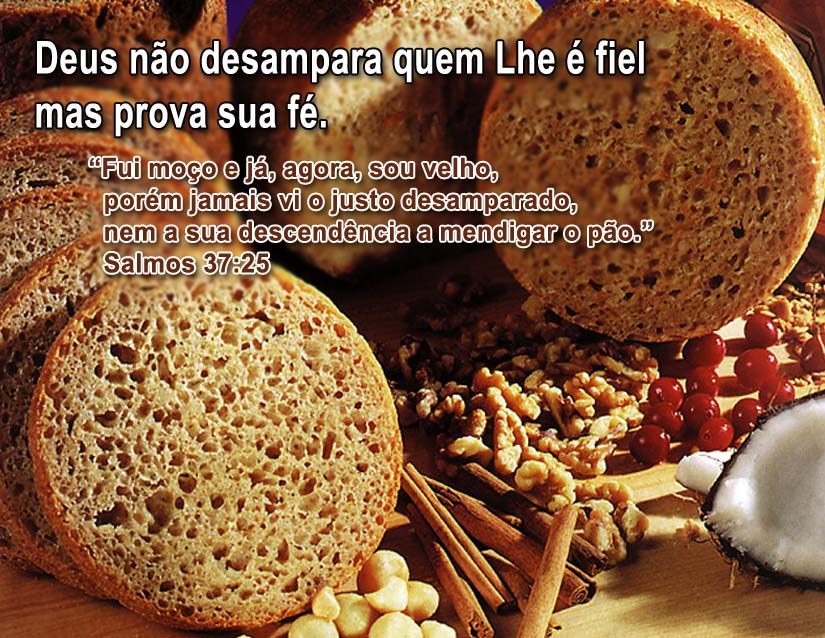 Deus não desampara quem Lhe é fiel
mas prova sua fé.
“Fui moço e já, agora, sou velho,
porém jamais vi o justo desamparado,
nem a sua descendência a mendigar o pão.”
Salmos 37:25